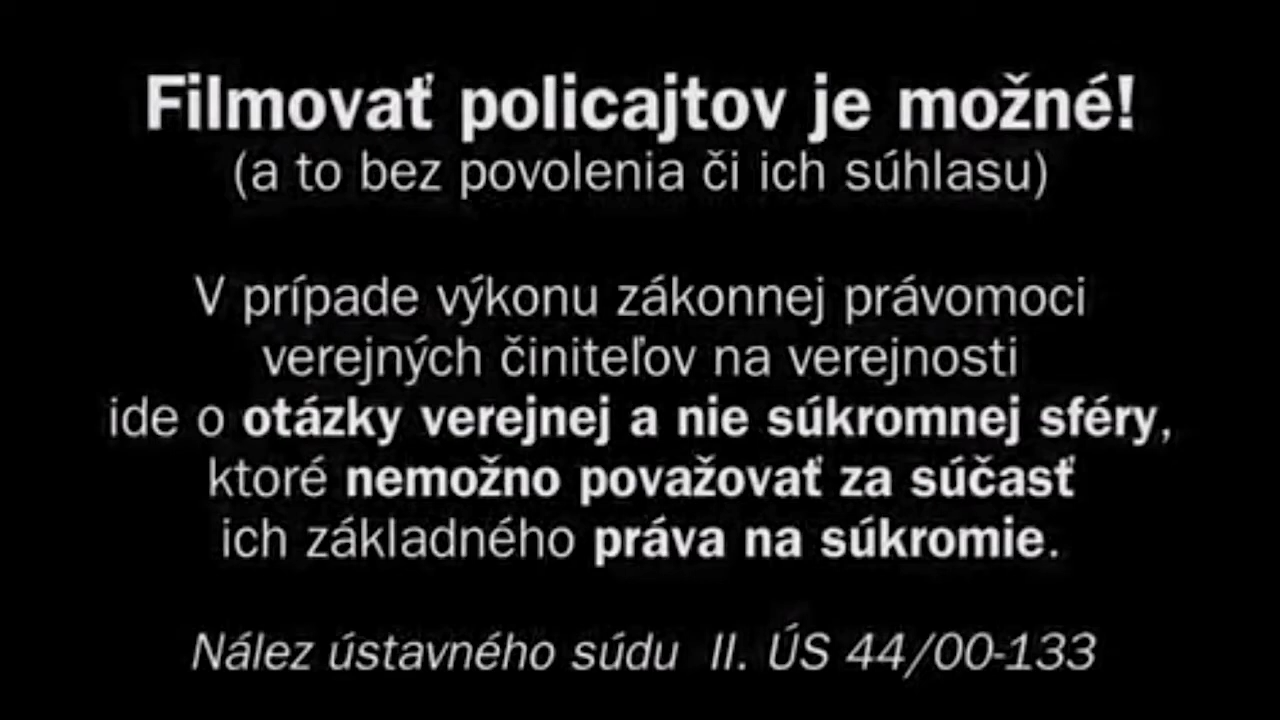 Filmovať policajtov je možné!
(a to bez povolenia či ich súhlasu)
V prípade výkonu zákonnej právomoci
verejných činiteľov na verejnosti
ide o otázky verejnej a nie súkromnej sféry,
ktoré nemožno považovať za súčasť
ich základného práva na súkromie.
Nález ústavného súdu II. ÚS 44/00-133